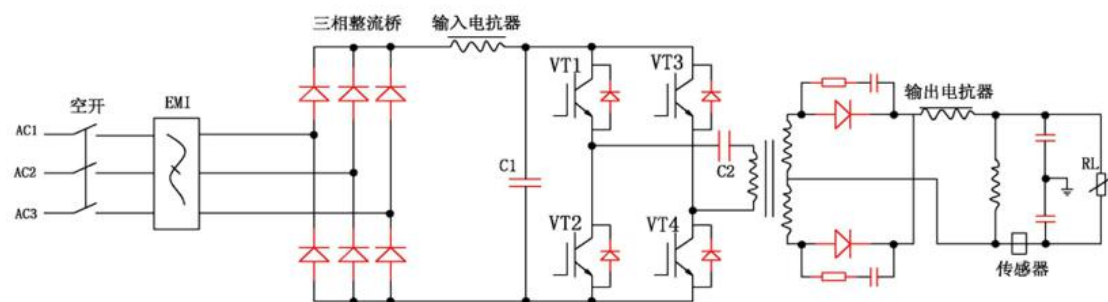 三相整流桥
输入电抗器
VT1
VT3
空开
EMI
输出电抗器
AC1
AC2
C1
C2
RL
AC3
VT2
VT4
传感器